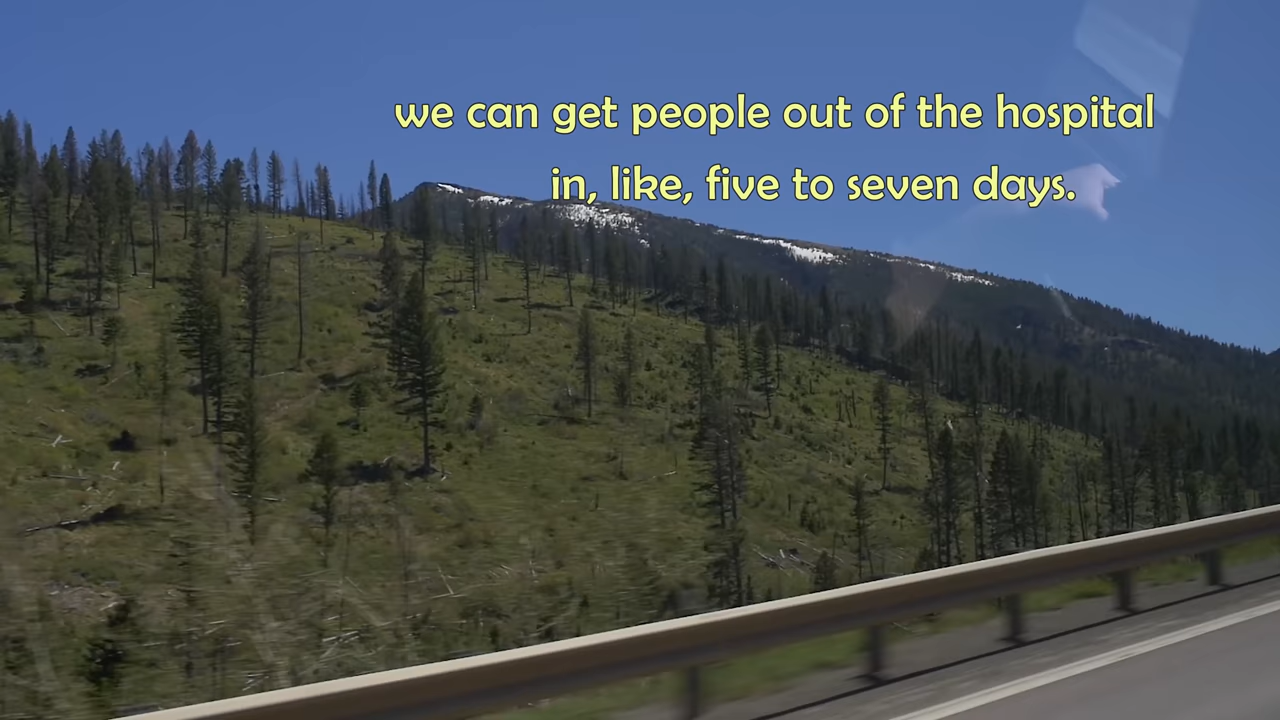 we can get people out of the hospital
in, like, five to seven days.